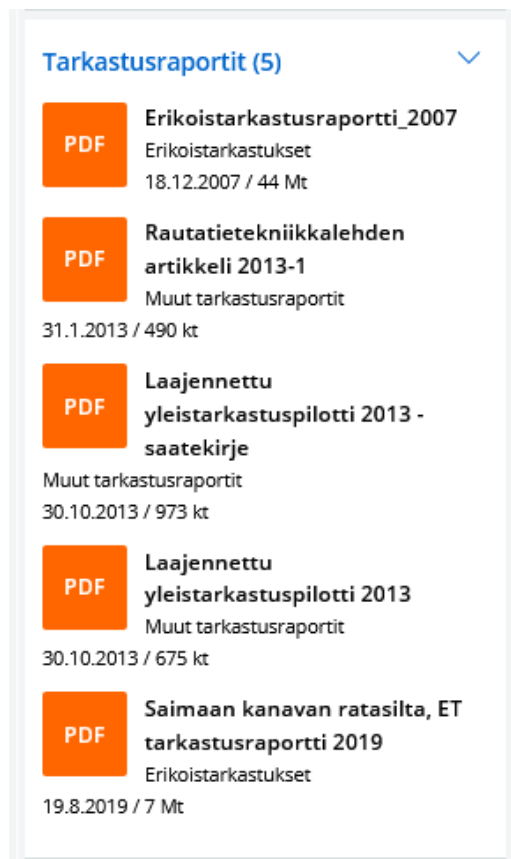 Tarkastusraportit (5)
PDF
Erikoistarkastusraportti_2007
Erikoistarkastukset
18.12.2007 / 44 Mt
PDF
Rautatietekniikkalehden
artikkeli 2013-1
Muut tarkastusraportit
31.1.2013 / 490 kt
PDF
Laajennettu
yleistarkastuspilotti 2013 -
saatekirje
Muut tarkastusraportit
30.10.2013 / 973 kt
PDF
Laajennettu
yleistarkastuspilotti 2013
Muut tarkastusraportit
30.10.2013 / 675 kt
PDF
Saimaan kanavan ratasilta, ET
tarkastusraportti 2019
Erikoistarkastukset
19.8.2019 / 7 Mt